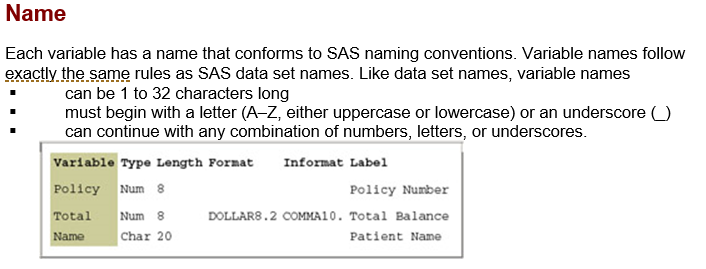 Name
Each variable has a name that conforms to SAS naming conventions. Variable names follow
exactly the same rules as SAS data set names. Like data set names, variable names
▪ can be 1 to 32 characters long
▪ must begin with a letter (A–Z, either uppercase or lowercase) or an underscore (_)
▪ can continue with any combination of numbers, letters, or underscores.
Variable Type Length Format Informat Label
Policy Num 8 Policy Number
Total Num 8 DOLLAR8.2 COMMA10. Total Balance
Name Char 20 Patient Name